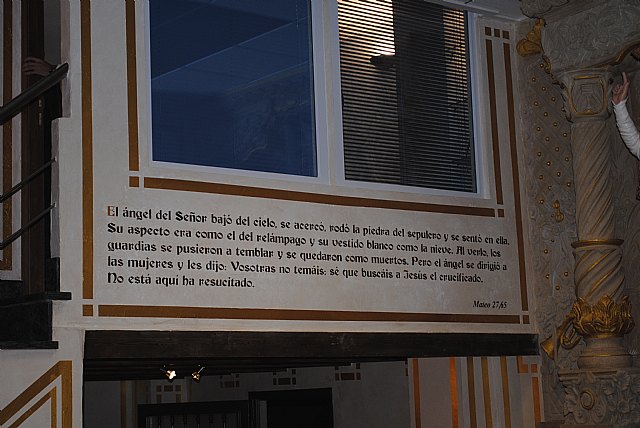 El ángel del Señor bajó del cielo, se acercó, rodó la piedra del sepulcro y se sentó en ella.
Su aspecto era como el del relámpago y su vestido blanco como la nieve. Al verlo, los
guardias se pusieron a temblar y se quedaron como muertos. Pero el ángel se dirigió a
las mujeres y les dijo: Vosotras no temáis; sé que buscáis a Jesús el crucificado.
No está aquí ha resucitado.
Mateo 27,65